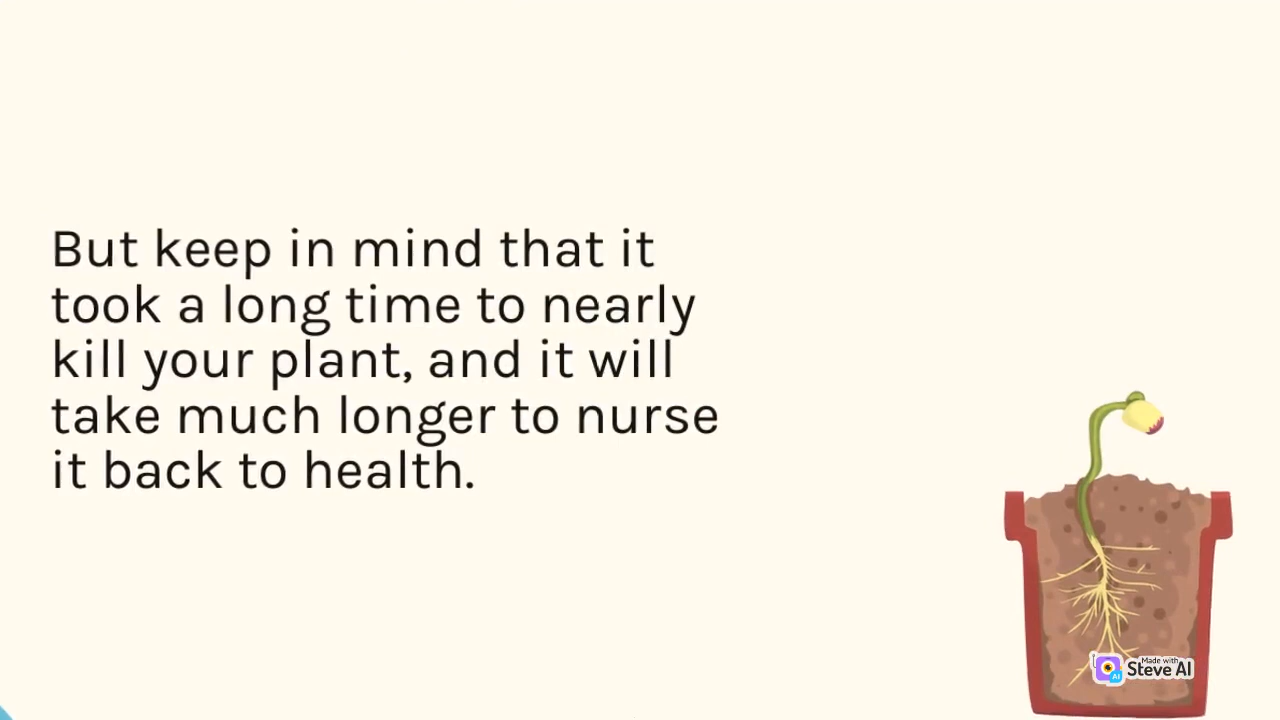 But keep in mind that it
took a long time to nearly
kill your plant, and it will
take much longer to nurse
it back to health.
Made with
Steve AI
AI